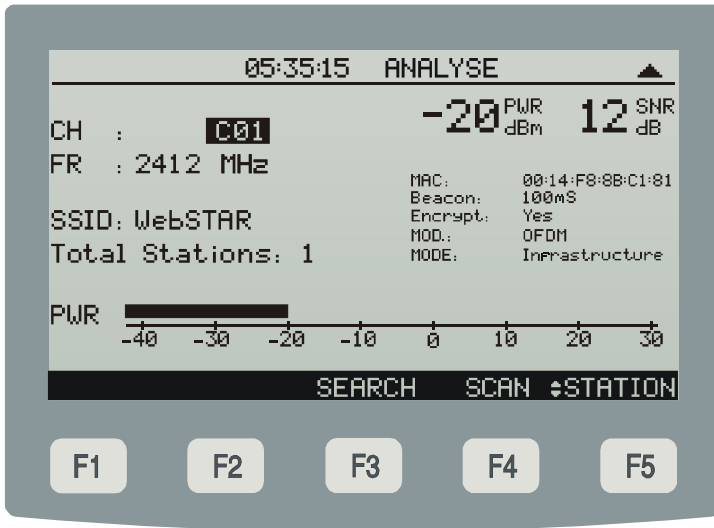 05:35:15 ANALYSE
-20 PWR dBm 12 SNR dB
CH : C01
FR : 2412 MHz
SSID: WebSTAR
Total Stations: 1
MAC: 00:14:F8:8B:C1:81
Beacon: 100mS
Encrypt: Yes
MOD.: OFDM
MODE: Infrastructure
PWR
-40 -30 -20 -10 0 10 20 30
SEARCH SCAN STATION
F1 F2 F3 F4 F5